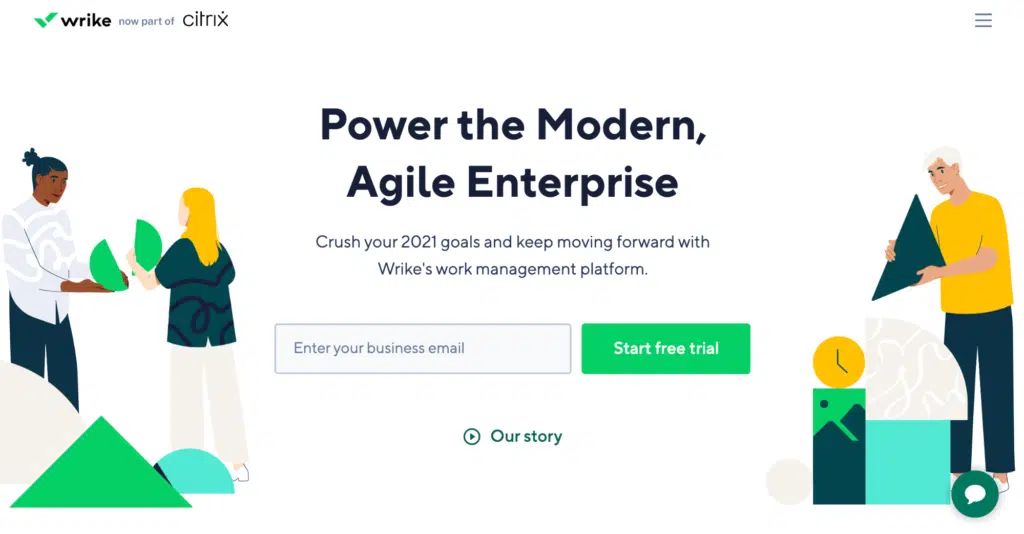 wrike now part of citrix
Power the Modern,
Agile Enterprise
Crush your 2021 goals and keep moving forward with
Wrike's work management platform.
Enter your business email
Start free trial
Our story